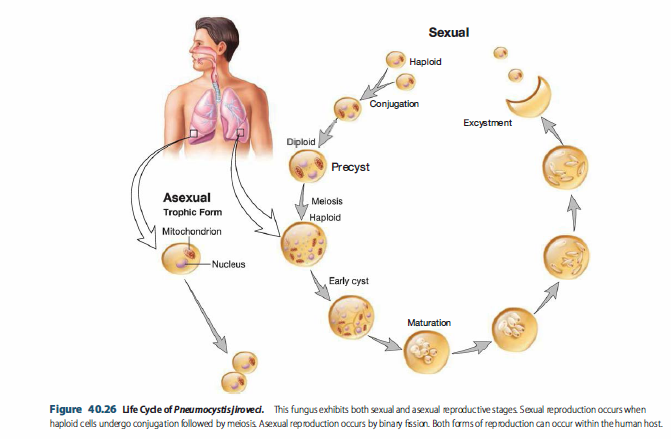 Sexual
Haploid
Conjugation
Excystment
Diploid
Precyst
Meiosis
Haploid
Asexual
Trophic Form
Mitochondrion
Nucleus
Early cyst
Maturation
Figure 40.26 Life Cycle of Pneumocystis jiroveci. This fungus exhibits both sexual and asexual reproductive stages. Sexual reproduction occurs when
haploid cells undergo conjugation followed by meiosis. Asexual reproduction occurs by binary fission. Both forms of reproduction can occur within the human host.